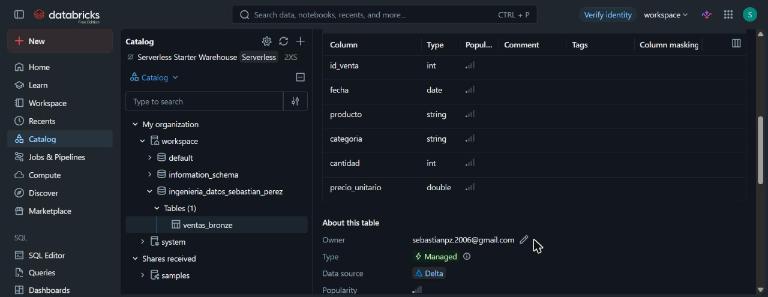 databricks
Free Edition
Search data, notebooks, recents, and more...
CTRL + P
Verify identity
workspace
S
New
Home
Learn
Workspace
Recents
Catalog
Jobs & Pipelines
Compute
Discover
Marketplace
SQL
SQL Editor
Queries
Dashboards
Catalog
Serverless Starter Warehouse Serverless 2XS
Catalog
Type to search
My organization
workspace
default
information_schema
ingenieria_datos_sebastian_perez
Tables (1)
ventas_bronze
system
Shares received
samples
Column Type Popul... Comment Tags Column masking
id_venta int
fecha date
producto string
categoria string
cantidad int
precio_unitario double
About this table
Owner sebastianpz.2006@gmail.com
Type Managed
Data source Delta
Popularity